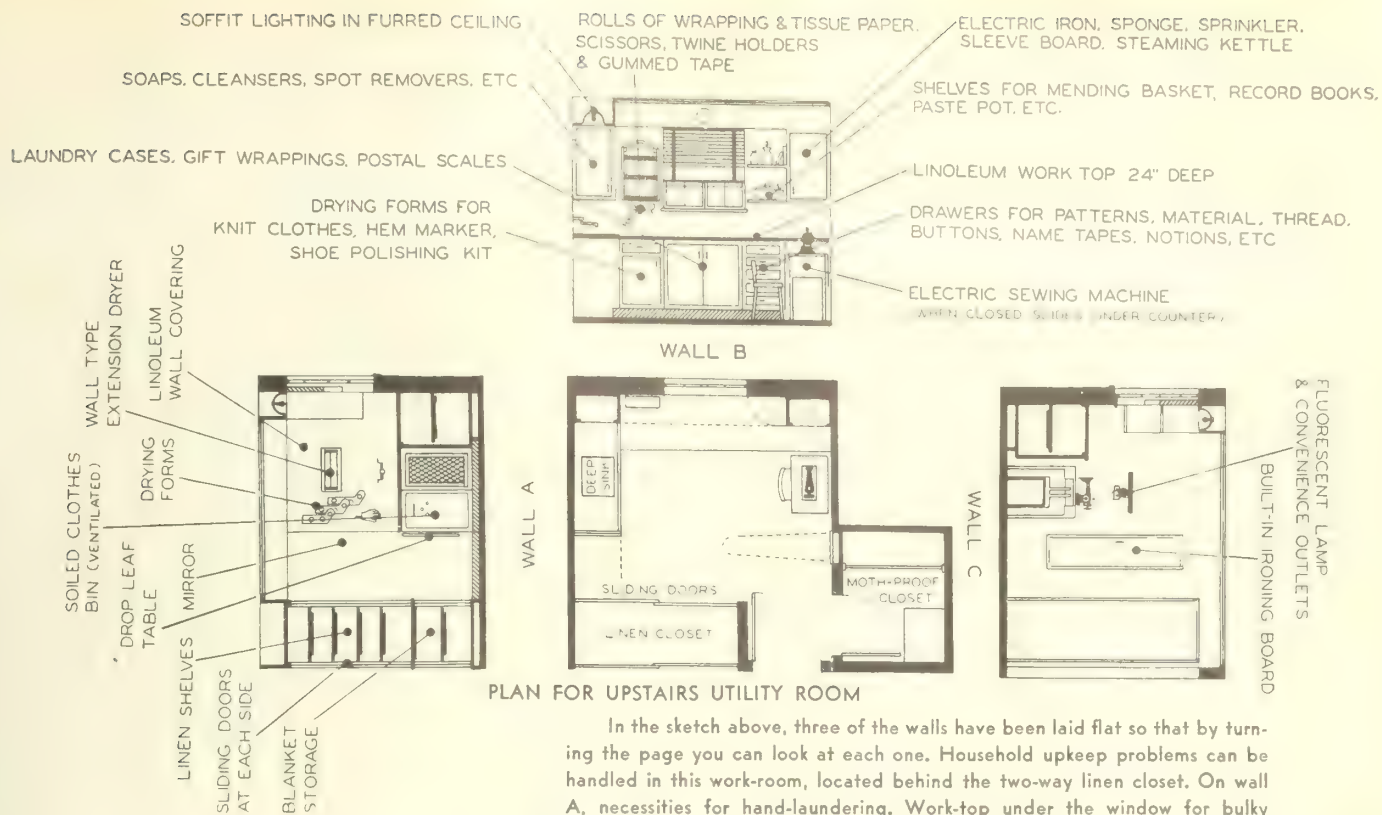 SOFFIT LIGHTING IN FURRED CEILING
SOAPS, CLEANSERS, SPOT REMOVERS, ETC
LAUNDRY CASES, GIFT WRAPPINGS, POSTAL SCALES
DRYING FORMS FOR
KNIT CLOTHES, HEM MARKER,
SHOE POLISHING KIT
ROLLS OF WRAPPING & TISSUE PAPER,
SCISSORS, TWINE HOLDERS
& GUMMED TAPE
ELECTRIC IRON, SPONGE, SPRINKLER,
SLEEVE BOARD, STEAMING KETTLE
SHELVES FOR MENDING BASKET, RECORD BOOKS,
PASTE POT, ETC.
LINOLEUM WORK TOP 24" DEEP
DRAWERS FOR PATTERNS, MATERIAL, THREAD,
BUTTONS, NAME TAPES, NOTIONS, ETC
ELECTRIC SEWING MACHINE
WHEN CLOSED SLIDES UNDER COUNTER
WALL B
LINOLEUM
WALL COVERING
WALL TYPE
EXTENSION DRYER
DRYING
FORMS
SOILED CLOTHES
BIN (VENTILATED)
DROP LEAF
TABLE
MIRROR
LINEN SHELVES
SLIDING DOORS
AT EACH SIDE
BLANKET
STORAGE
WALL A
DEEP
SINK
SLIDING DOORS
LINEN CLOSET
MOTH-PROOF
CLOSET
WALL C
FLUORESCENT LAMP
& CONVENIENCE OUTLETS
BUILT-IN IRONING BOARD
PLAN FOR UPSTAIRS UTILITY ROOM
In the sketch above, three of the walls have been laid flat so that by turn-
ing the page you can look at each one. Household upkeep problems can be
handled in this work-room, located behind the two-way linen closet. On wall
A, necessities for hand-laundering. Work-top under the window for bulky